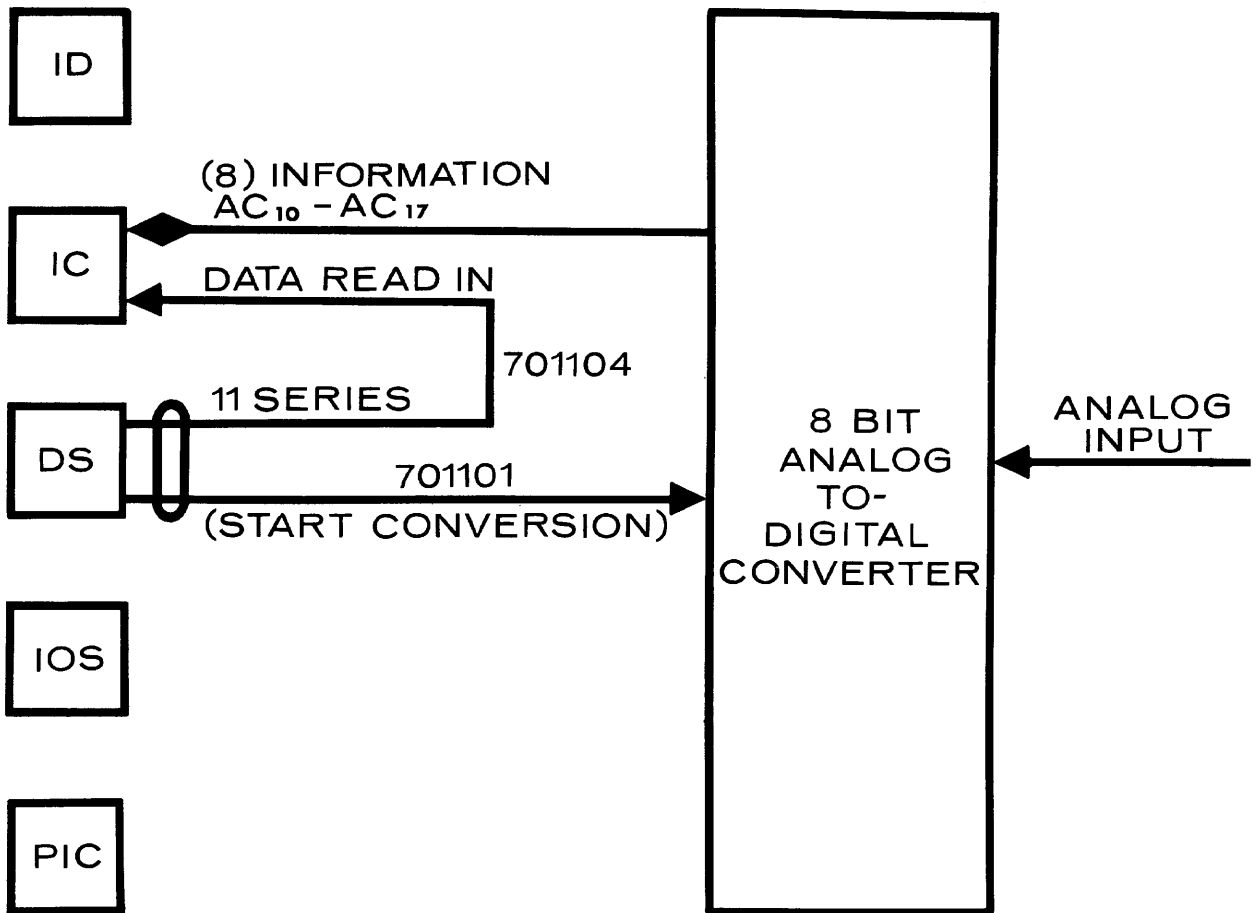 ID
(8) INFORMATION
AC₁₀ – AC₁₇
IC
DATA READ IN
701104
11 SERIES
DS
701101
(START CONVERSION)
8 BIT
ANALOG
TO-
DIGITAL
CONVERTER
ANALOG
INPUT
IOS
PIC